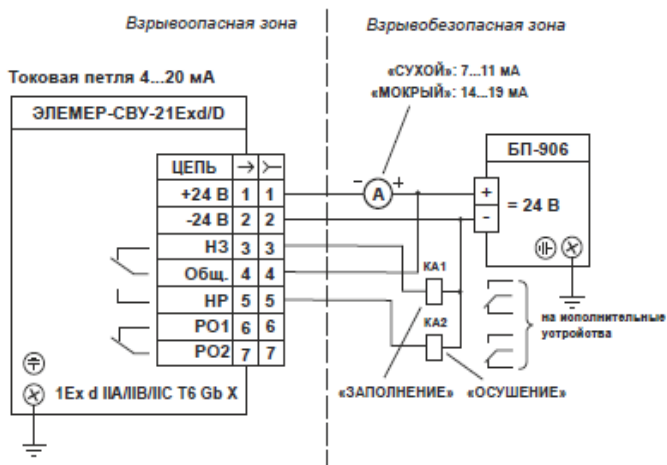 Взрывоопасная зона
Взрывобезопасная зона
Токовая петля 4...20 мА
«СУХОЙ»: 7...11 мА
«МОКРЫЙ»: 14...19 мА
ЭЛЕМЕР-СВУ-21Exd/D
БП-906
ЦЕПЬ
+24 В 1 1
-24 В 2 2
НЗ 3 3
Общ. 4 4
НР 5 5
РО1 6 6
РО2 7 7
- А +
+
-
= 24 В
КА1
КА2
на исполнительные
устройства
«ЗАПОЛНЕНИЕ» «ОСУШЕНИЕ»
1Ex d IIA/IIB/IIC T6 Gb X